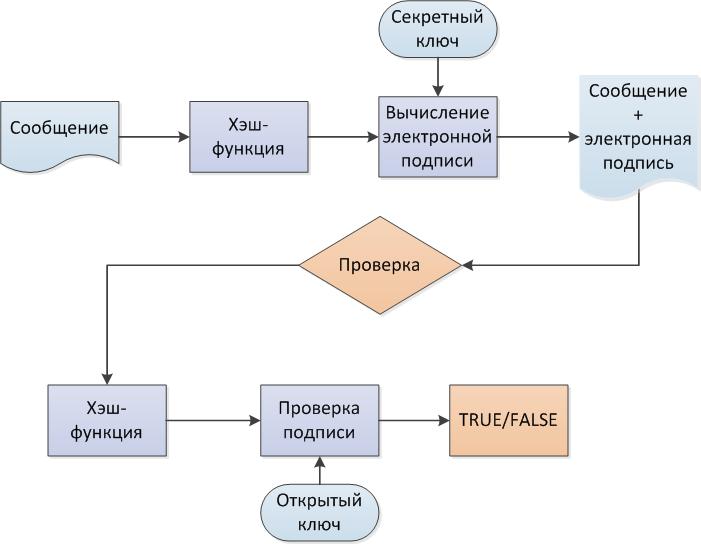 Секретный
ключ
Сообщение
Хэш-
функция
Вычисление
электронной
подписи
Сообщение
+
электронная
подпись
Проверка
Хэш-
функция
Проверка
подписи
TRUE/FALSE
Открытый
ключ